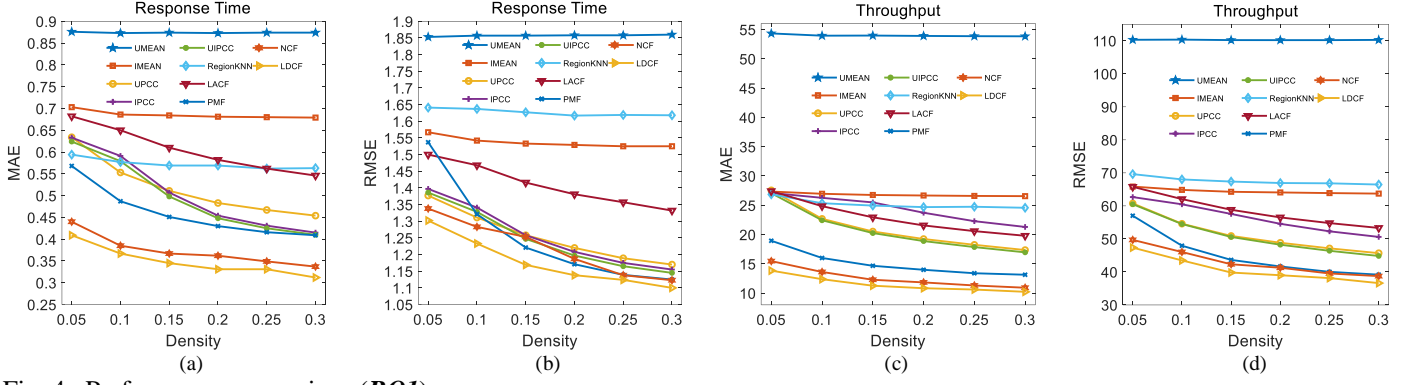 Response Time
MAE
0.9
0.85
0.8
0.75
0.7
0.65
0.6
0.55
0.5
0.45
0.4
0.35
0.3
0.25
UMEAN UIPCC NCF
IMEAN RegionKNN LDCF
UPCC LACF
IPCC PMF
0.05 0.1 0.15 0.2 0.25 0.3
Density
(a)
Response Time
RMSE
1.9
1.85
1.8
1.75
1.7
1.65
1.6
1.55
1.5
1.45
1.4
1.35
1.3
1.25
1.2
1.15
1.1
1.05
UMEAN UIPCC NCF
IMEAN RegionKNN LDCF
UPCC LACF
IPCC PMF
0.05 0.1 0.15 0.2 0.25 0.3
Density
(b)
Throughput
MAE
55
50
45
40
35
30
25
20
15
10
UMEAN UIPCC NCF
IMEAN RegionKNN LDCF
UPCC LACF
IPCC PMF
0.05 0.1 0.15 0.2 0.25 0.3
Density
(c)
Throughput
RMSE
110
100
90
80
70
60
50
40
30
UMEAN UIPCC NCF
IMEAN RegionKNN LDCF
UPCC LACF
IPCC PMF
0.05 0.1 0.15 0.2 0.25 0.3
Density
(d)